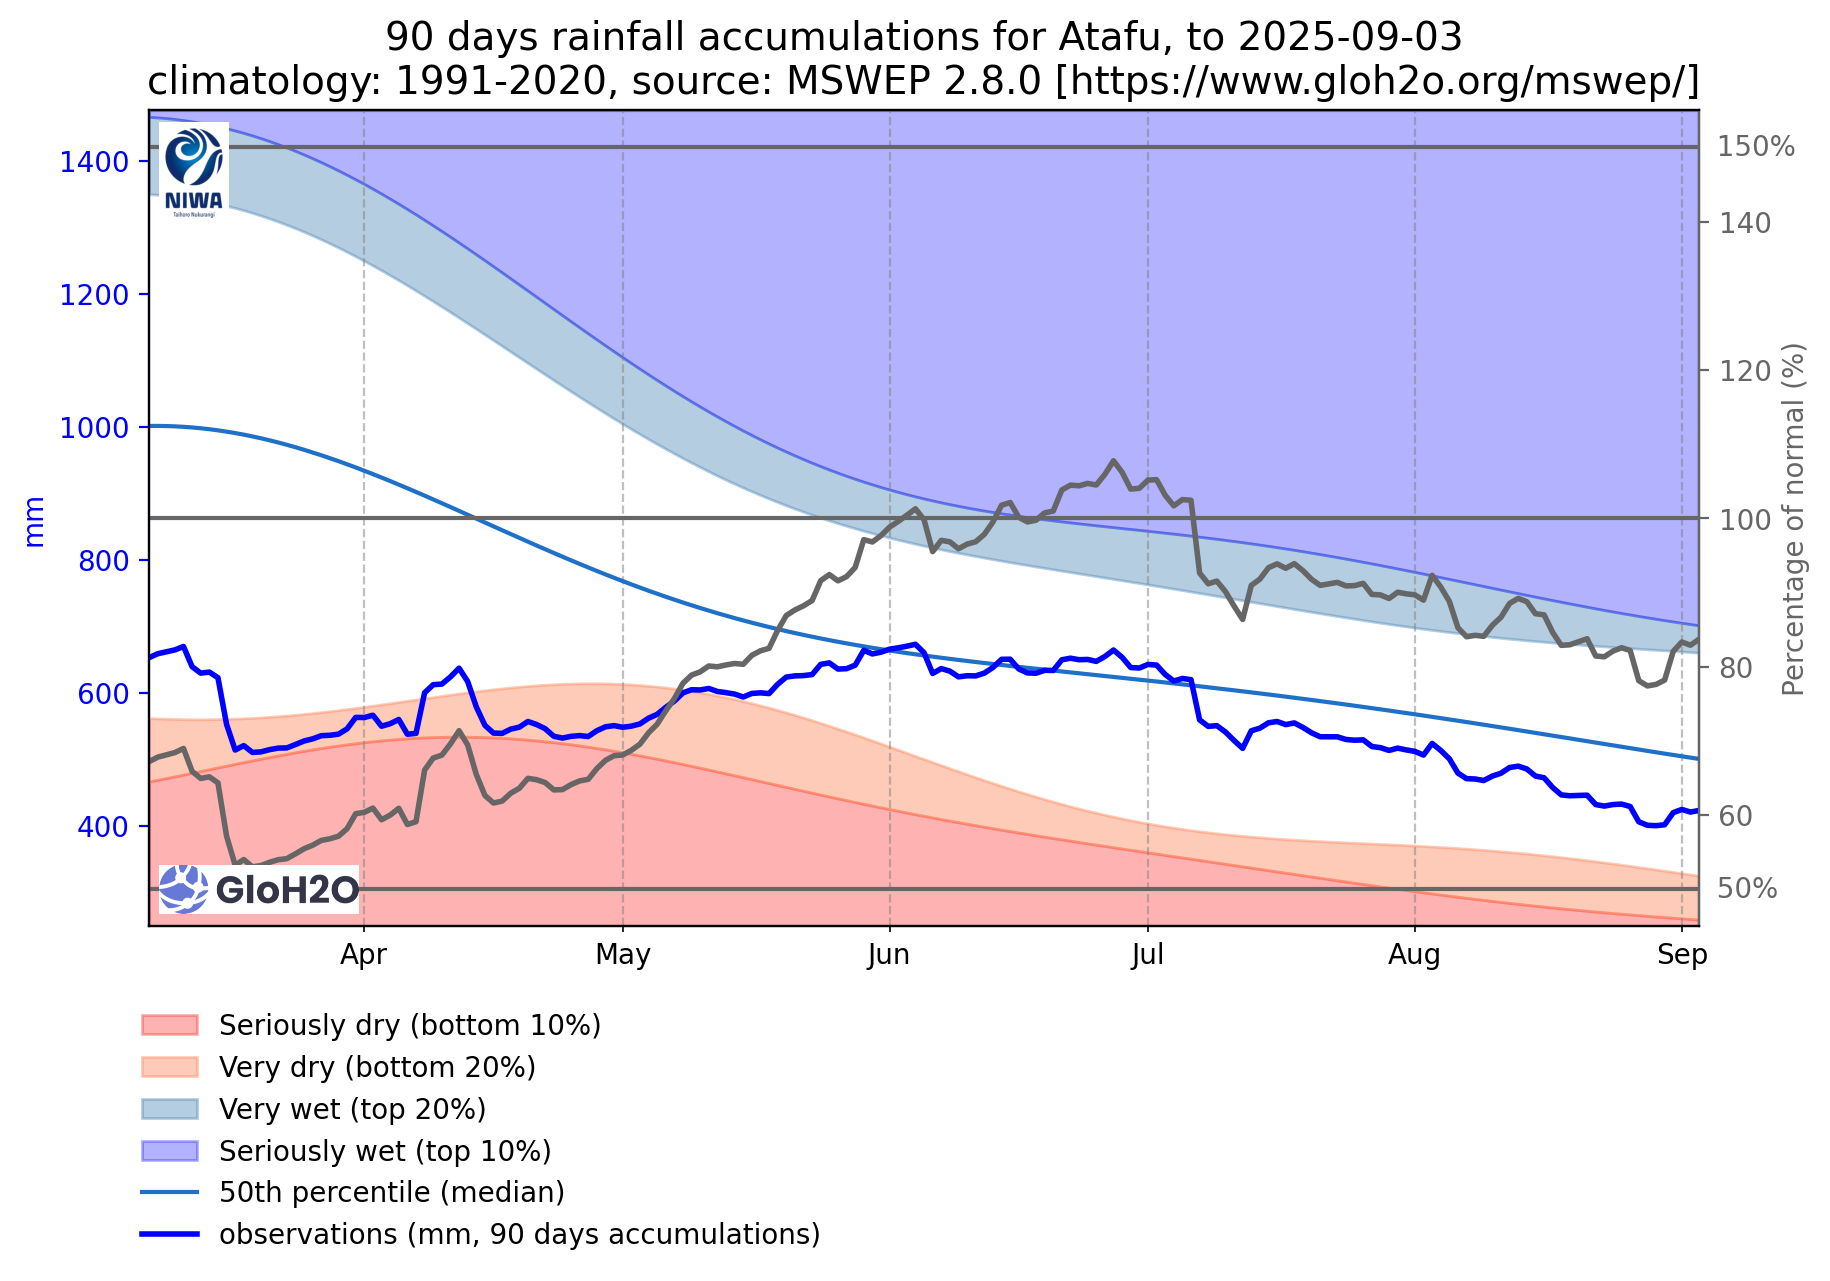 90 days rainfall accumulations for Atafu, to 2025-09-03
climatology: 1991-2020, source: MSWEP 2.8.0 [https://www.gloh2o.org/mswep/]
NIWA
Taihoro Nukurangi
GloH2O
mm
1400
1200
1000
800
600
400
150%
140
120
100
80
60
50%
Percentage of normal (%)
Apr May Jun Jul Aug Sep
Seriously dry (bottom 10%)
Very dry (bottom 20%)
Very wet (top 20%)
Seriously wet (top 10%)
50th percentile (median)
observations (mm, 90 days accumulations)